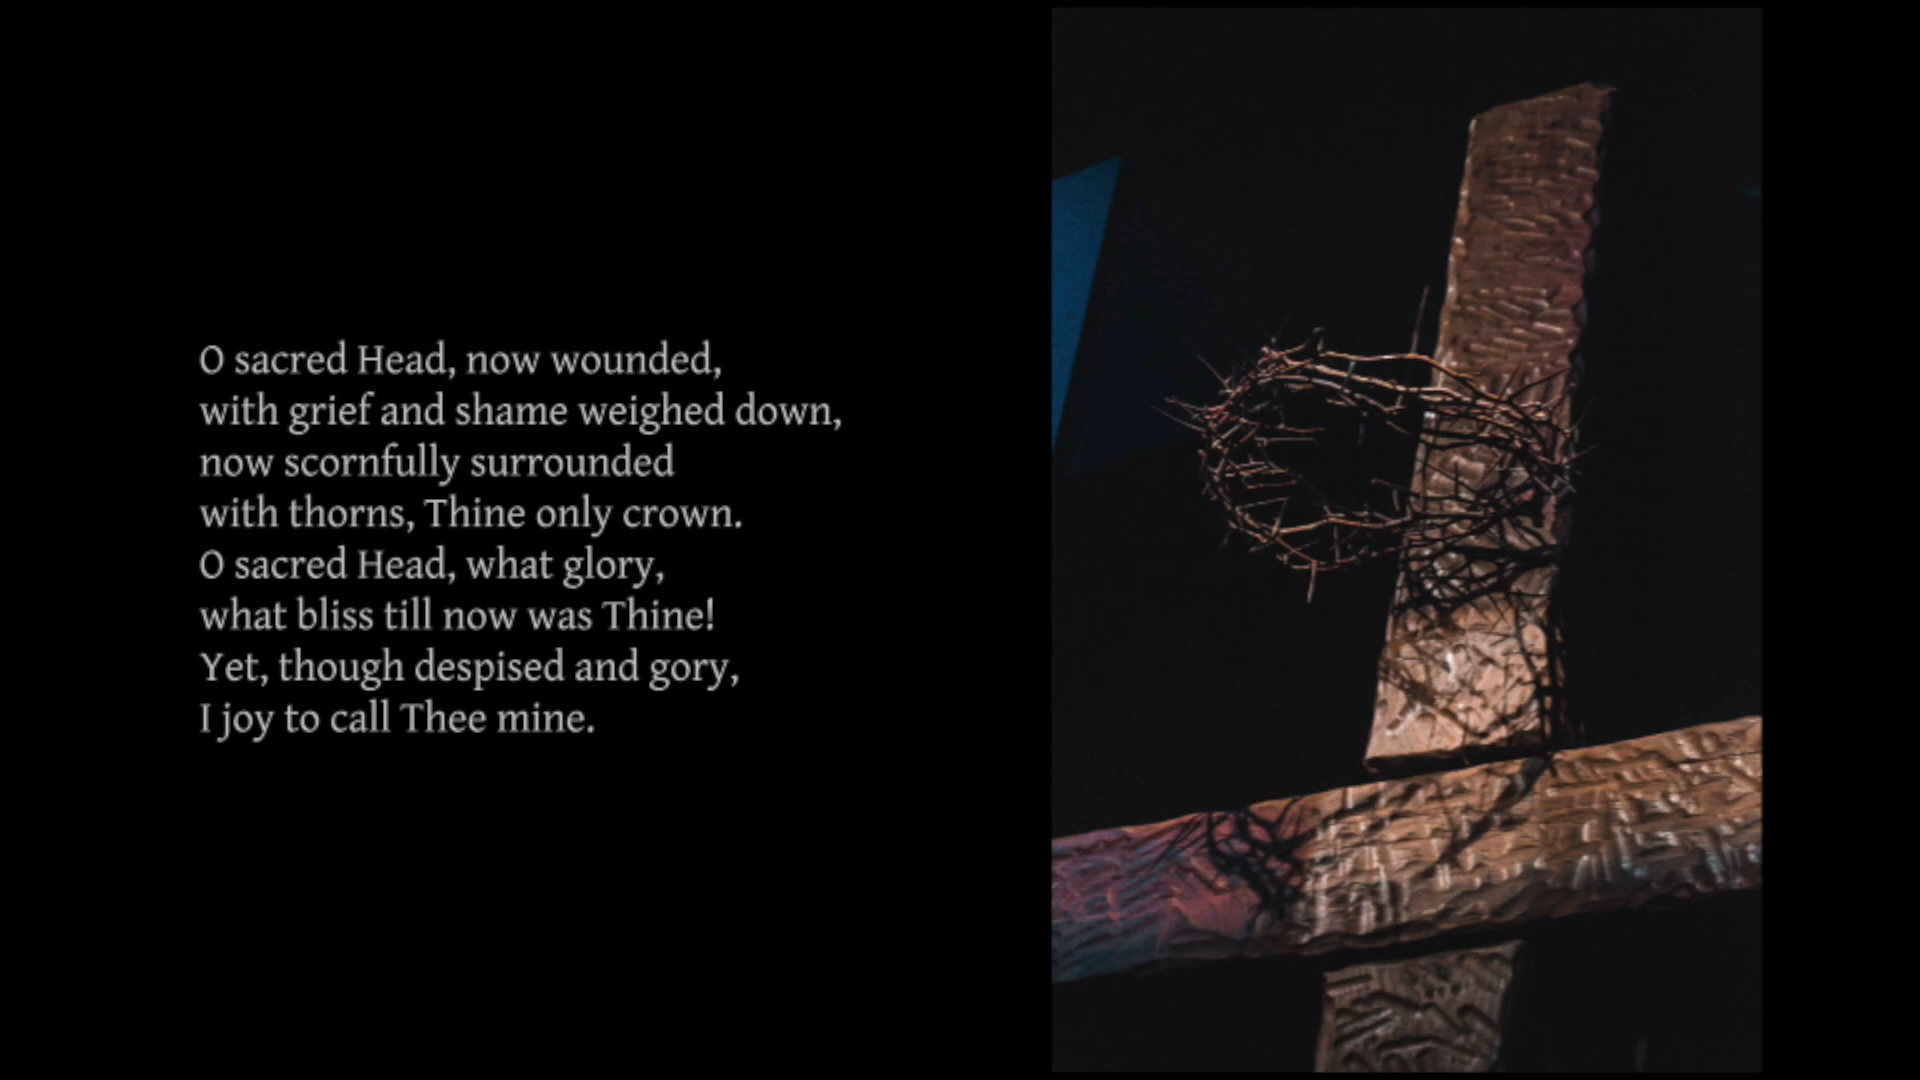 O sacred Head, now wounded,
with grief and shame weighed down,
now scornfully surrounded
with thorns, Thine only crown.
O sacred Head, what glory,
what bliss till now was Thine!
Yet, though despised and gory,
I joy to call Thee mine.